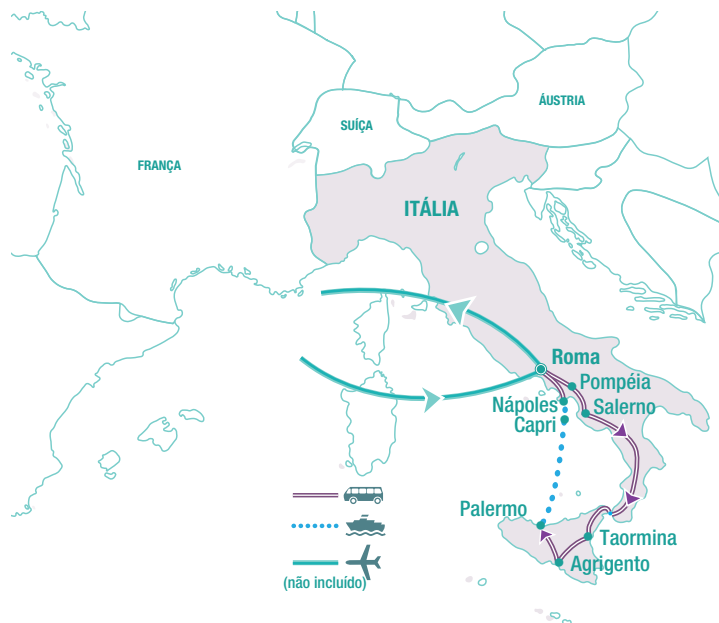 ÁUSTRIA
SUÍÇA
FRANÇA
ITÁLIA
Roma
Pompéia
Nápoles
Salerno
Capri
Palermo
Taormina
Agrigento
(não incluído)